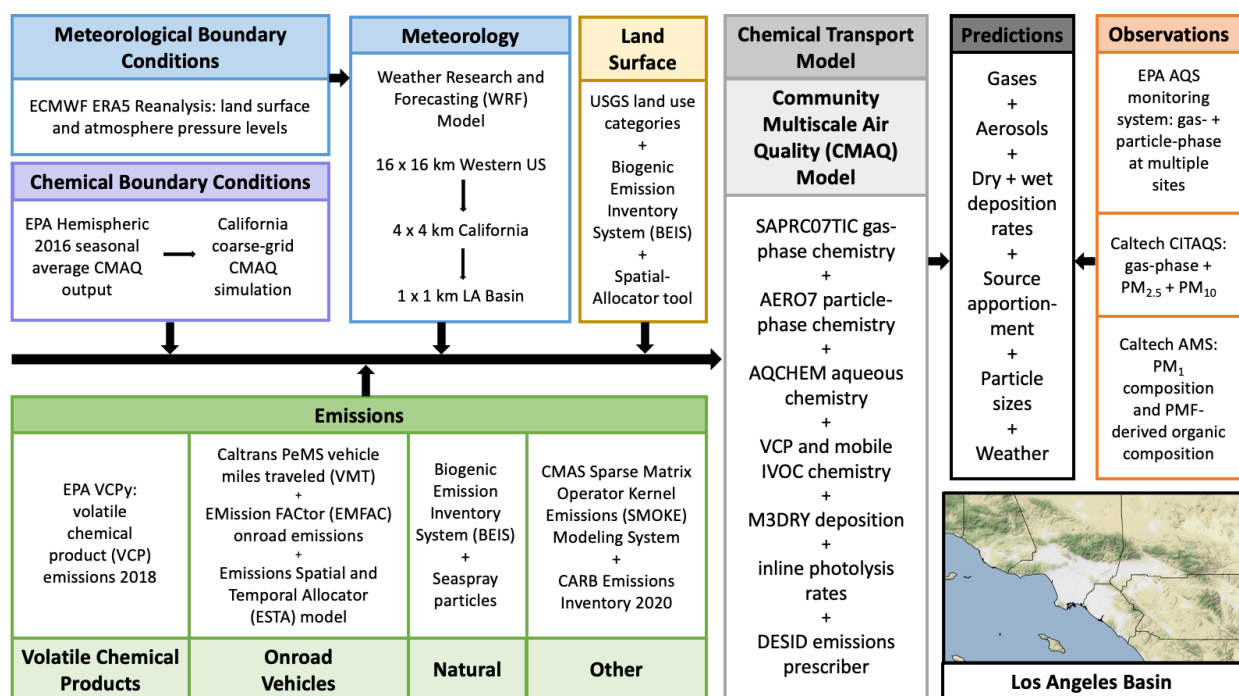 Meteorological Boundary
Conditions
ECMWF ERA5 Reanalysis: land surface
and atmosphere pressure levels
Chemical Boundary Conditions
EPA Hemispheric
2016 seasonal
average CMAQ
output
California
coarse-grid
CMAQ
simulation
Meteorology
Weather Research and
Forecasting (WRF)
Model
16 x 16 km Western US
4 x 4 km California
1 x 1 km LA Basin
Land
Surface
USGS land use
categories
+
Biogenic
Emission
Inventory
System (BEIS)
+
Spatial-
Allocator tool
Emissions
EPA VCPy:
volatile
chemical
product (VCP)
emissions 2018
Volatile Chemical
Products
Caltrans PeMS vehicle
miles traveled (VMT)
+
EMission FACtor (EMFAC)
onroad emissions
+
Emissions Spatial and
Temporal Allocator
(ESTA) model
Onroad
Vehicles
Biogenic
Emission
Inventory
System (BEIS)
+
Seaspray
particles
Natural
CMAS Sparse Matrix
Operator Kernel
Emissions (SMOKE)
Modeling System
+
CARB Emissions
Inventory 2020
Other
Chemical Transport
Model
Community
Multiscale Air
Quality (CMAQ)
Model
SAPRC07TIC gas-
phase chemistry
+
AERO7 particle-
phase chemistry
+
AQCHEM aqueous
chemistry
+
VCP and mobile
IVOC chemistry
+
M3DRY deposition
+
inline photolysis
rates
+
DESID emissions
prescriber
Predictions
Gases
+
Aerosols
+
Dry + wet
deposition
rates
+
Source
apportion-
ment
+
Particle
sizes
+
Weather
Observations
EPA AQS
monitoring
system: gas- +
particle-phase
at multiple
sites
Caltech CITAQS:
gas-phase +
PM2.5 + PM10
Caltech AMS:
PM1
composition
and PMF-
derived organic
composition
Los Angeles Basin